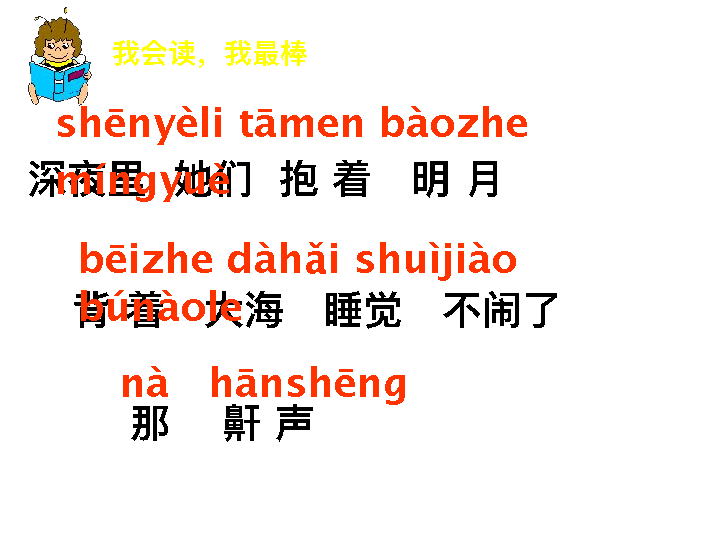 我会读，我最棒
shēnyèli tāmen bàozhe
míngyuè
深夜里 她们 抱 着 明 月
bēizhe dàhǎi shuìjiào
búnàole
背 着 大海 睡觉 不闹了
nà hānshēng
那 鼾 声